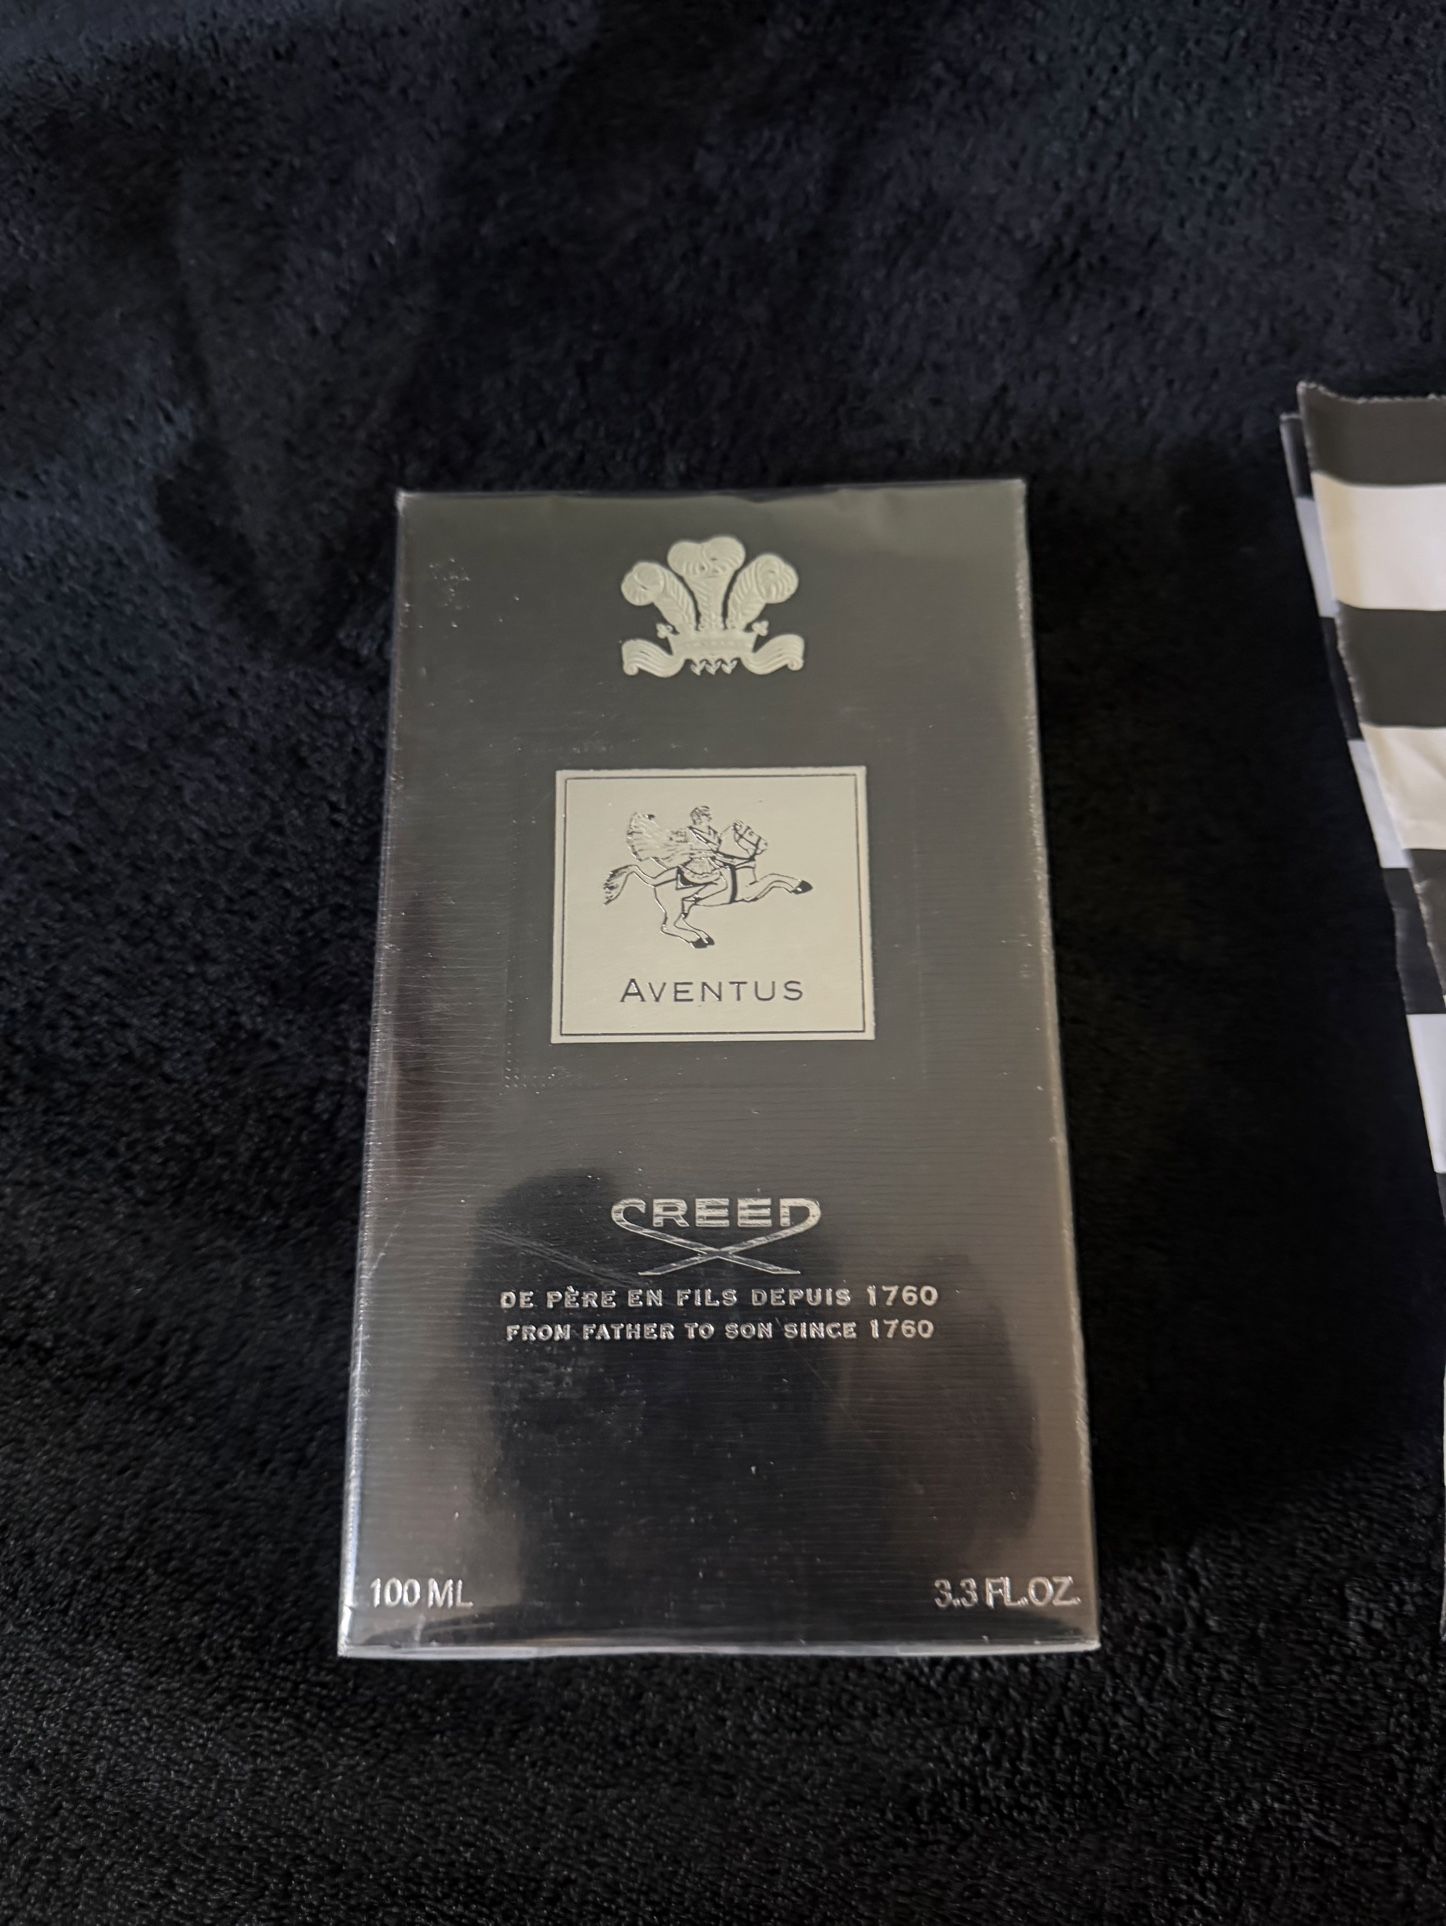 AVENTUS
CREED
DE PÈRE EN FILS DEPUIS 1760
FROM FATHER TO SON SINCE 1760
100 ML 3.3 FL.OZ.